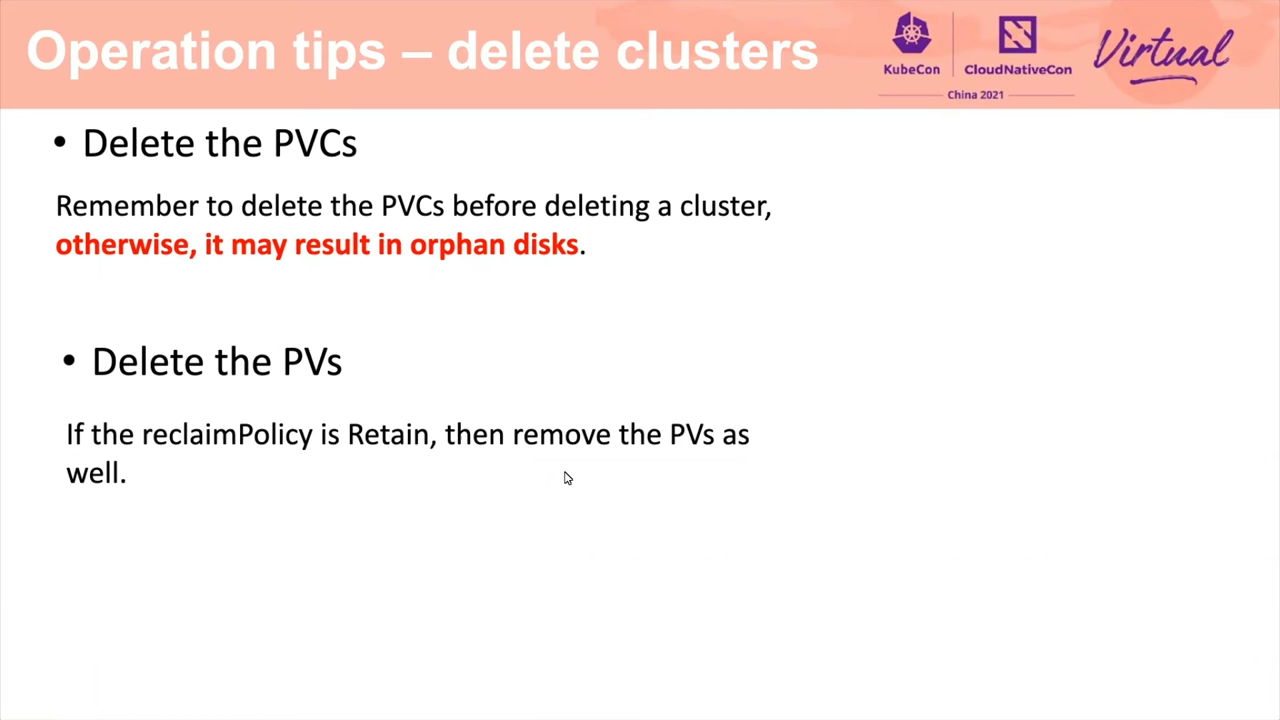 Operation tips – delete clusters
KubeCon
CloudNativeCon
China 2021
Virtual
• Delete the PVCs
Remember to delete the PVCs before deleting a cluster,
otherwise, it may result in orphan disks.
• Delete the PVs
If the reclaimPolicy is Retain, then remove the PVs as
well.